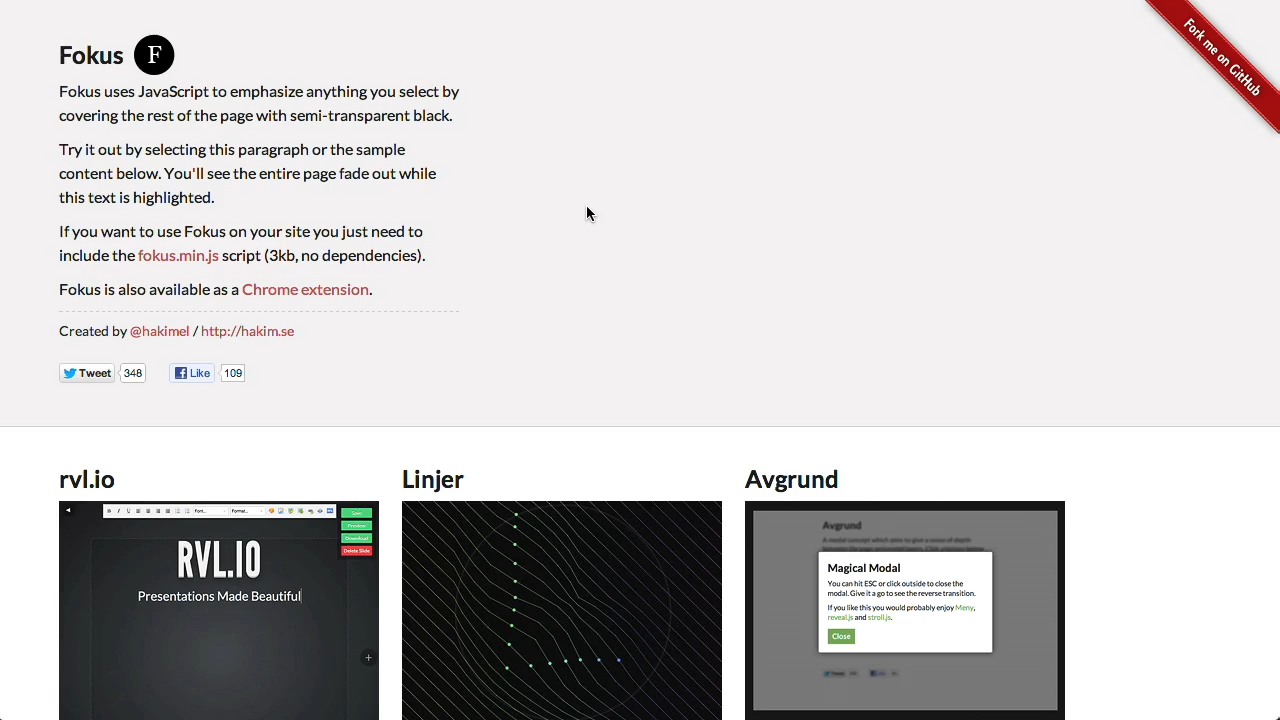 Fokus F
Fork me on GitHub
Fokus uses JavaScript to emphasize anything you select by
covering the rest of the page with semi-transparent black.
Try it out by selecting this paragraph or the sample
content below. You'll see the entire page fade out while
this text is highlighted.
If you want to use Fokus on your site you just need to
include the fokus.min.js script (3kb, no dependencies).
Fokus is also available as a Chrome extension.
Created by @hakimel / http://hakim.se
Tweet 348 Like 109
rvl.io
Linjer
Avgrund
Font...
Format...
Save
Preview
Download
Delete Slide
RVL.IO
Presentations Made Beautiful
Avgrund
Magical Modal
You can hit ESC or click outside to close the
modal. Give it a go to see the reverse transition.
If you like this you would probably enjoy Meny,
reveal.js and stroll.js.
Close